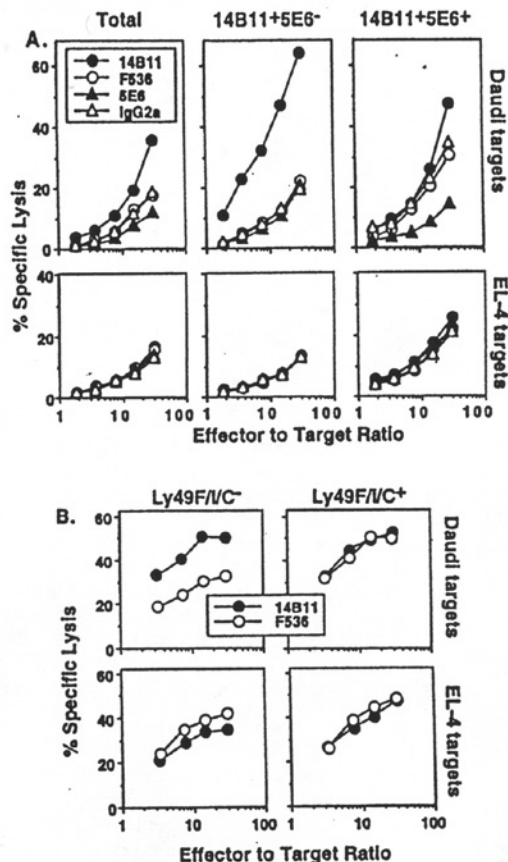 Total 14B11+5E6- 14B11+5E6+
A.
14B11
F536
5E6
IgG2a
60
40
20
0
60
40
20
0
% Specific Lysis
Daudi targets
EL-4 targets
1 10 100 1 10 100 1 10 100
Effector to Target Ratio
B.
Ly49F/I/C- Ly49F/I/C+
60
40
20
0
60
40
20
0
% Specific Lysis
14B11
F536
Daudi targets
EL-4 targets
1 10 100 1 10 100
Effector to Target Ratio